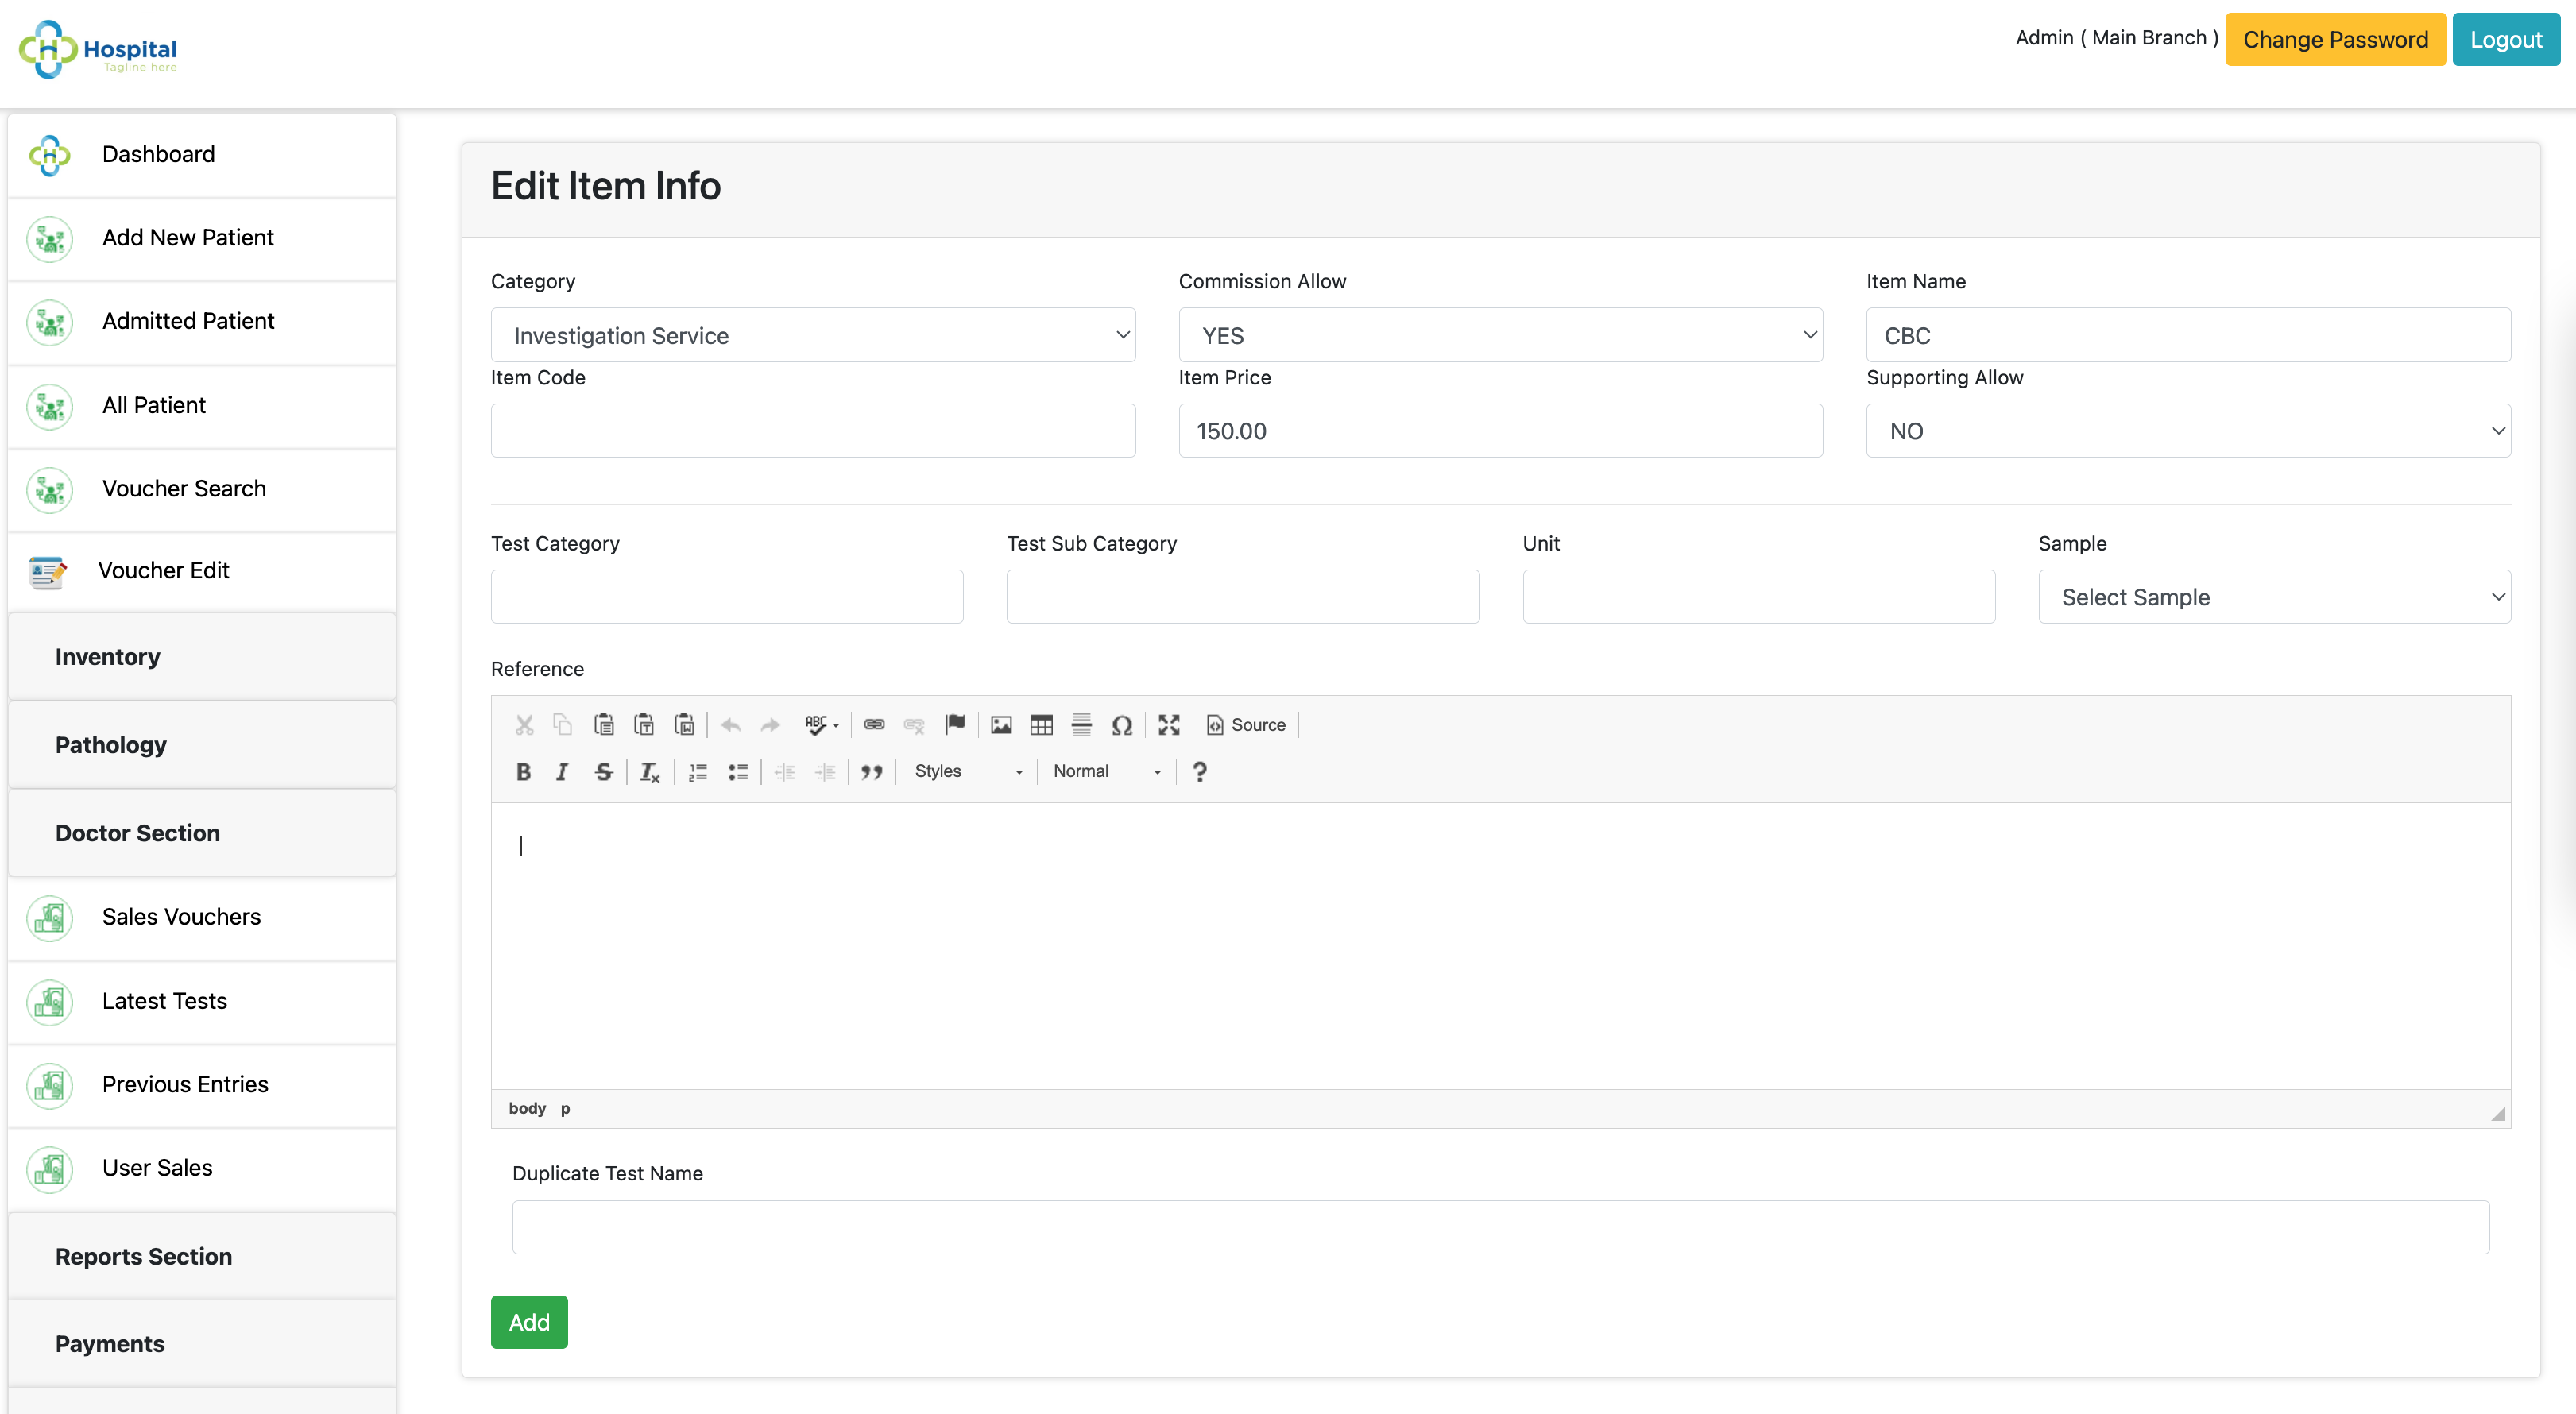 Hospital
Tagline here
Admin ( Main Branch )
Change Password
Logout
Dashboard
Add New Patient
Admitted Patient
All Patient
Voucher Search
Voucher Edit
Inventory
Pathology
Doctor Section
Sales Vouchers
Latest Tests
Previous Entries
User Sales
Reports Section
Payments
Edit Item Info
Category
Commission Allow
Item Name
Investigation Service
YES
CBC
Item Code
Item Price
Supporting Allow
150.00
NO
Test Category
Test Sub Category
Unit
Sample
Select Sample
Reference
ABC
Source
Styles
Normal
body p
Duplicate Test Name
Add